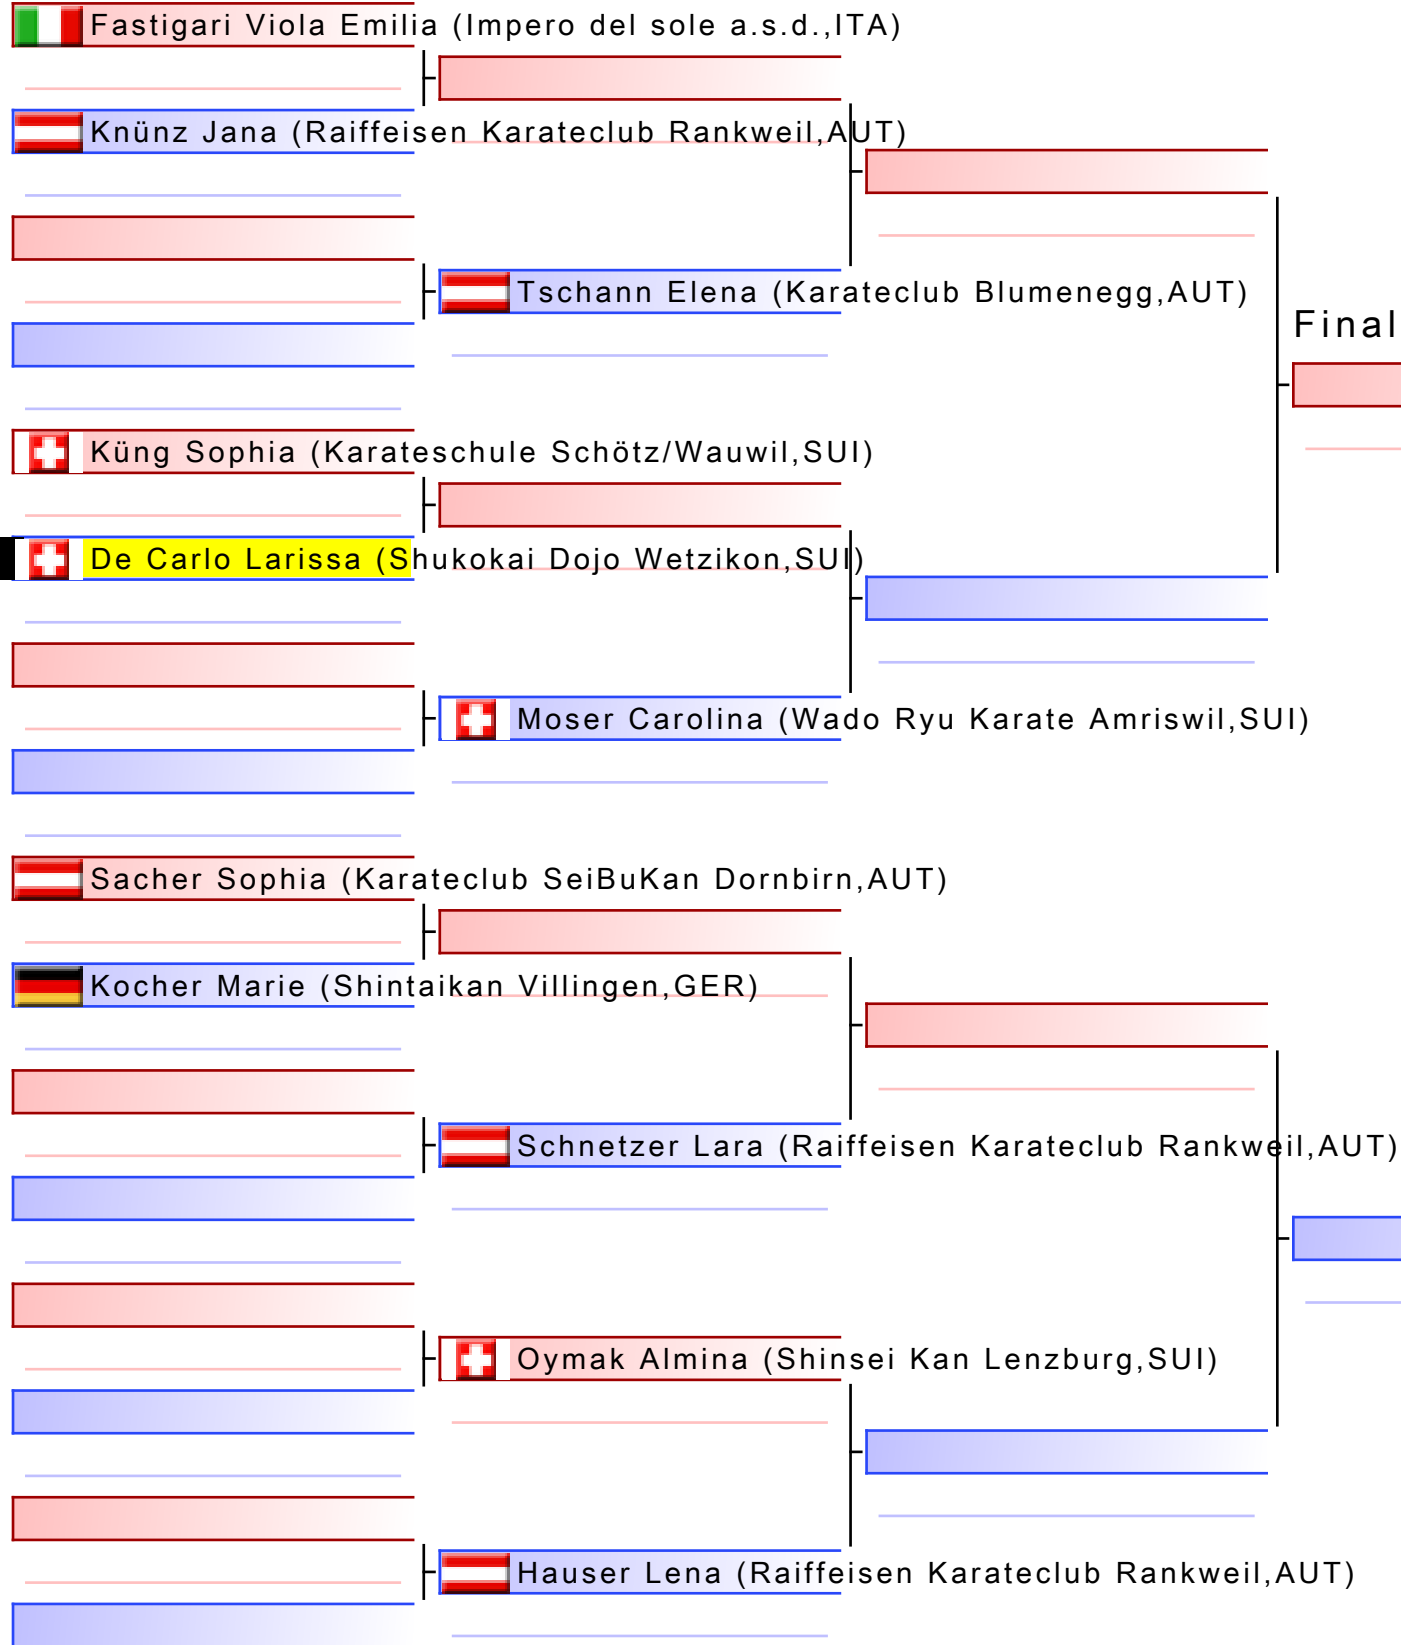 Fastigari Viola Emilia (Impero del sole a.s.d.,ITA)
Knünz Jana (Raiffeisen Karateclub Rankweil,AUT)
Tschann Elena (Karateclub Blumenegg,AUT)
Final
Küng Sophia (Karateschule Schötz/Wauwil,SUI)
De Carlo Larissa (Shukokai Dojo Wetzikon,SUI)
Moser Carolina (Wado Ryu Karate Amriswil,SUI)
Sacher Sophia (Karateclub SeiBuKan Dornbirn,AUT)
Kocher Marie (Shintaikan Villingen,GER)
Schnetzer Lara (Raiffeisen Karateclub Rankweil,AUT)
Oymak Almina (Shinsei Kan Lenzburg,SUI)
Hauser Lena (Raiffeisen Karateclub Rankweil,AUT)